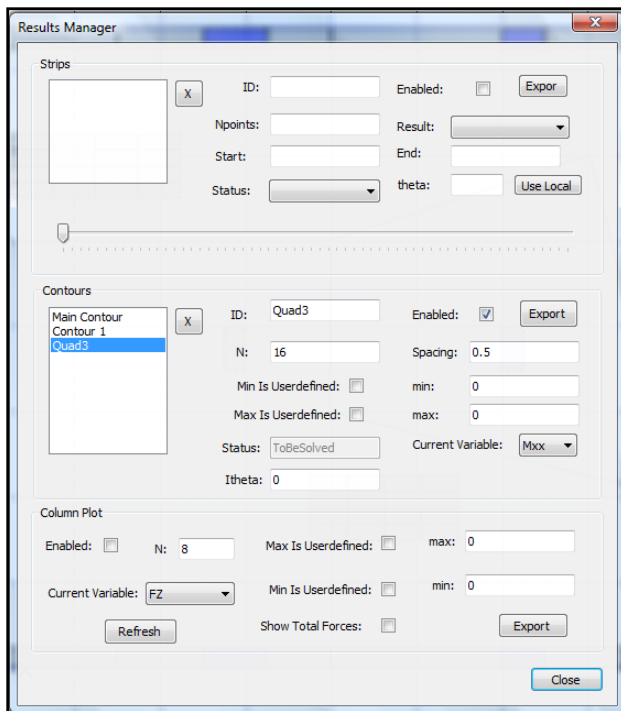 Results Manager
X
Strips
X
ID:
Enabled:
Expor
Npoints:
Result:
Start:
End:
Status:
theta:
Use Local
Contours
Main Contour
Contour 1
Quad3
X
ID: Quad3
Enabled:
Export
N: 16
Spacing: 0.5
Min Is Userdefined:
min: 0
Max Is Userdefined:
max: 0
Status: ToBeSolved
Current Variable: Mxx
Itheta: 0
Column Plot
Enabled:
N: 8
Max Is Userdefined:
max: 0
Current Variable: FZ
Min Is Userdefined:
min: 0
Refresh
Show Total Forces:
Export
Close